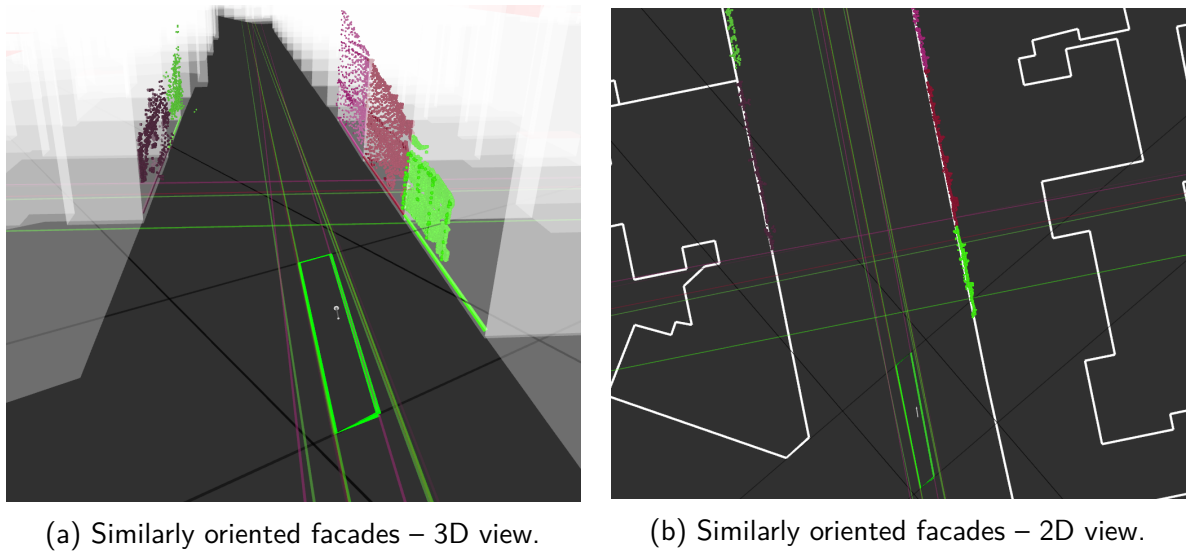 (a) Similarly oriented facades – 3D view.
(b) Similarly oriented facades – 2D view.